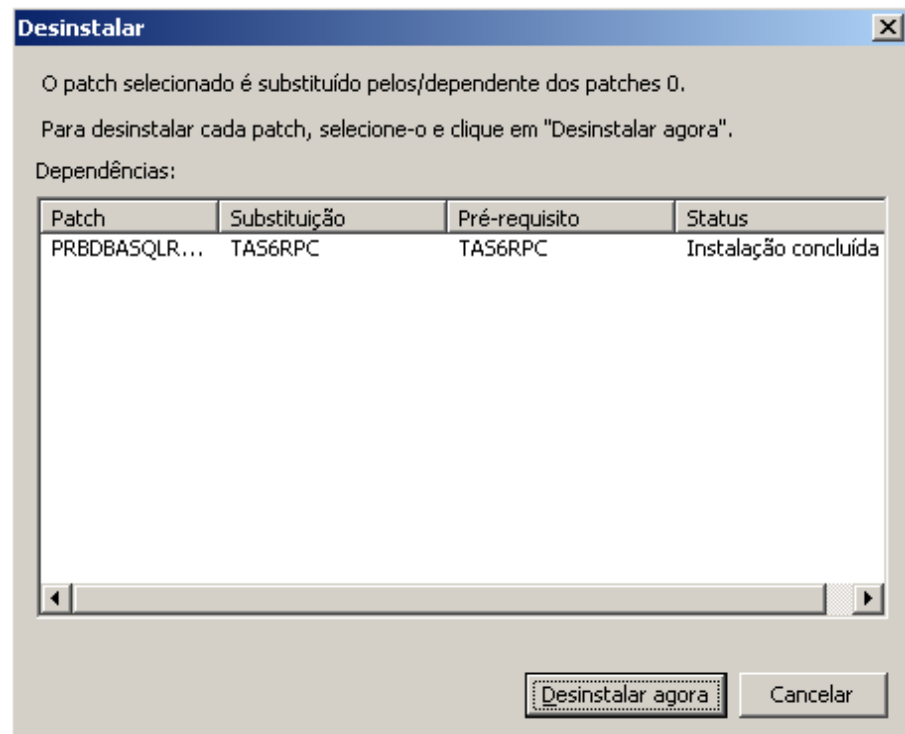 Desinstalar
O patch selecionado é substituído pelos/dependente dos patches 0.
Para desinstalar cada patch, selecione-o e clique em "Desinstalar agora".
Dependências:
Patch Substituição Pré-requisito Status
PRBDBASQLR... TAS6RPC TAS6RPC Instalação concluída
Desinstalar agora Cancelar